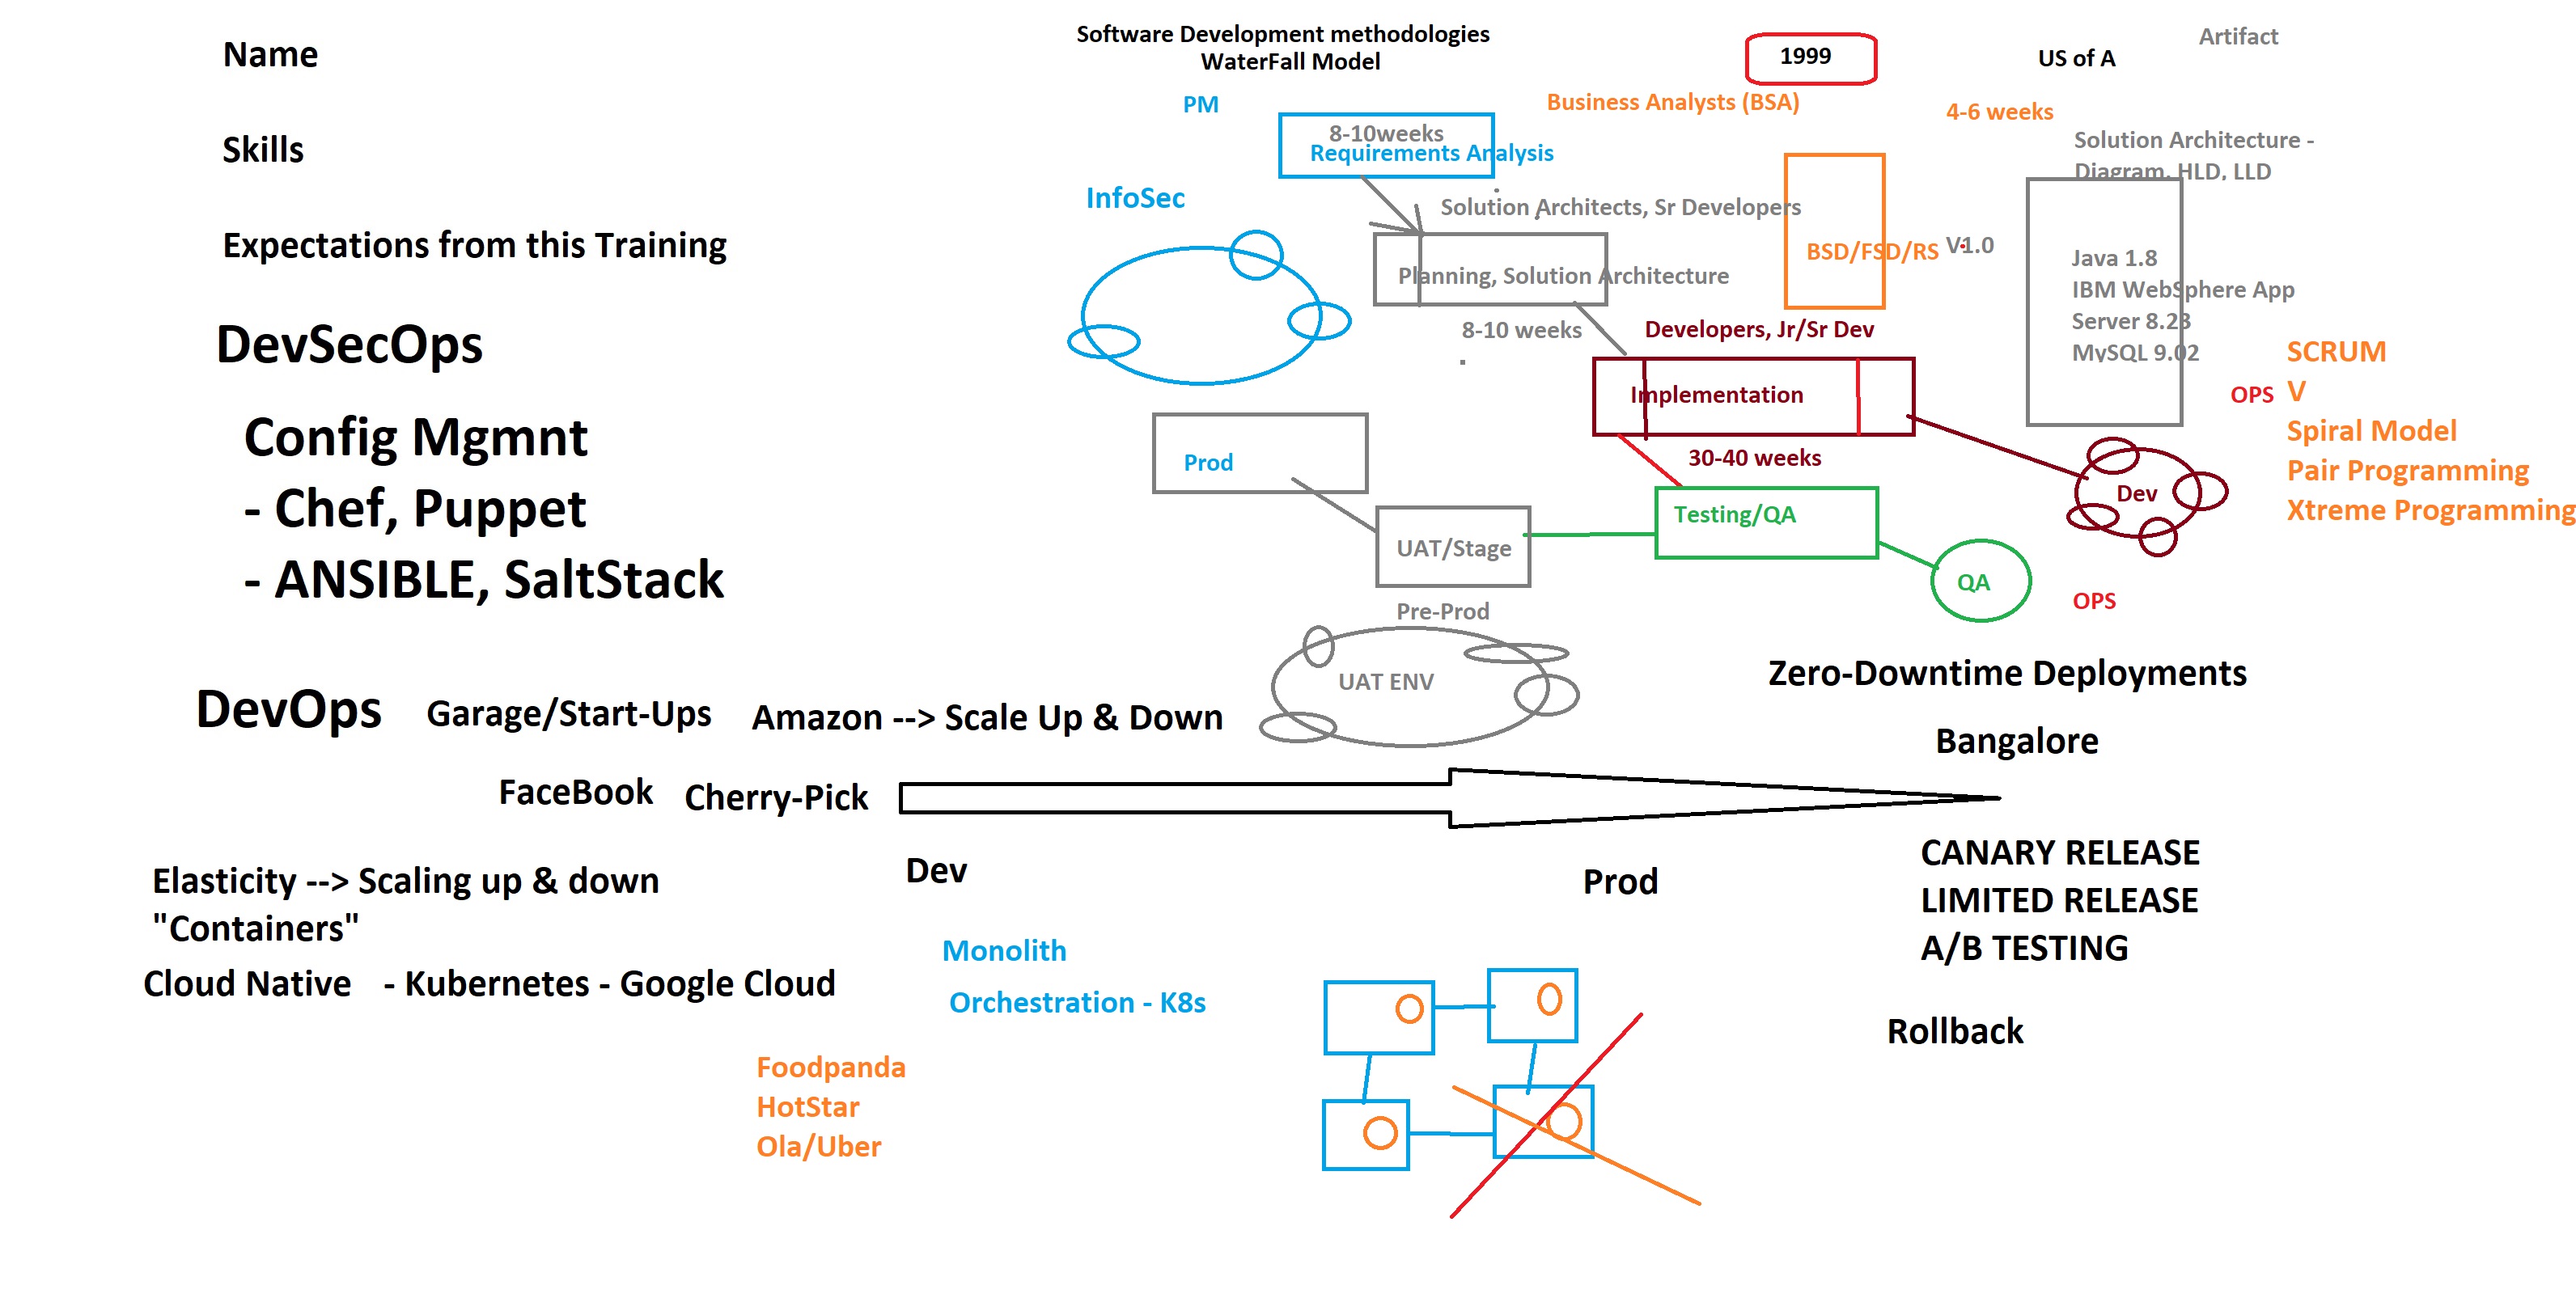 Name
Skills
Expectations from this Training
DevSecOps
Config Mgmnt
- Chef, Puppet
- ANSIBLE, SaltStack
Software Development methodologies
WaterFall Model
1999
US of A
Artifact
PM
Business Analysts (BSA)
4-6 weeks
8-10weeks
Requirements Analysis
Solution Architecture -
Diagram, HLD, LLD
InfoSec
Solution Architects, Sr Developers
BSD/FSD/RS
V1.0
Planning, Solution Architecture
Java 1.8
IBM WebSphere App
Server 8.23
MySQL 9.02
8-10 weeks
Developers, Jr/Sr Dev
SCRUM
V
Spiral Model
Pair Programming
Xtreme Programming
OPS
Implementation
30-40 weeks
Prod
Dev
Testing/QA
UAT/Stage
QA
OPS
Pre-Prod
UAT ENV
Zero-Downtime Deployments
Bangalore
DevOps
Garage/Start-Ups
Amazon --> Scale Up & Down
FaceBook
Cherry-Pick
Dev
Prod
CANARY RELEASE
LIMITED RELEASE
A/B TESTING
Rollback
Elasticity --> Scaling up & down
"Containers"
Cloud Native - Kubernetes - Google Cloud
Monolith
Orchestration - K8s
Foodpanda
HotStar
Ola/Uber